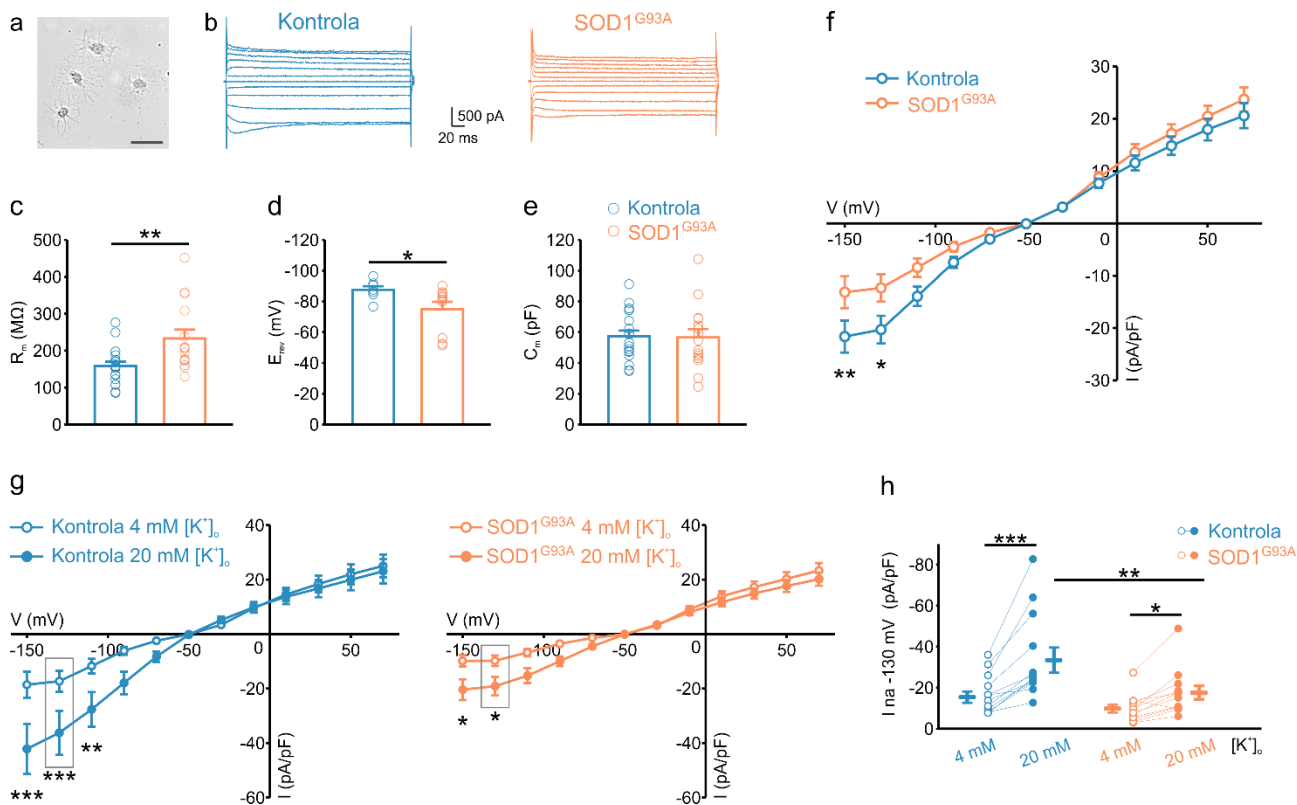 a
b
Kontrola
SOD1G93A
500 pA
20 ms
c
**
500
400
300
200
100
0
Rm (MΩ)
d
*
-120
-100
-80
-60
-40
-20
0
Erev (mV)
e
Kontrola
SOD1G93A
120
100
80
60
40
20
0
Cm (pF)
f
Kontrola
SOD1G93A
30
20
10
V (mV)
-150
-100
-50
0
50
-10
-20
-30
I (pA/pF)
**
*
g
Kontrola 4 mM [K+]o
Kontrola 20 mM [K+]o
40
20
V (mV)
-150
-100
-50
0
50
-20
-40
-60
I (pA/pF)
***
***
**
SOD1G93A 4 mM [K+]o
SOD1G93A 20 mM [K+]o
40
20
V (mV)
-150
-100
-50
0
50
-20
-40
-60
I (pA/pF)
*
*
h
Kontrola
SOD1G93A
***
**
*
-80
-60
-40
-20
0
I na -130 mV (pA/pF)
4 mM
20 mM
4 mM
20 mM
[K+]o